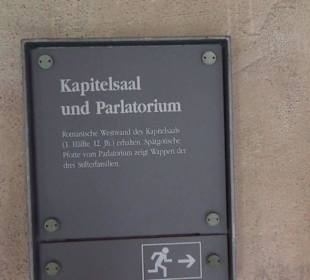 Kapitelsaal
und Parlatorium
Romanische Westwand des Kapitelsaals
(1. Hälfte 12. Jh.) erhalten. Spätgotische
Pforte vom Parlatorium zeigt Wappen der
drei Stifterfamilien.